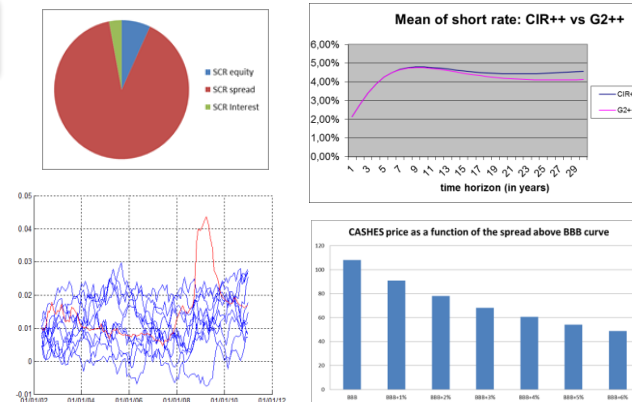 SCR equity
SCR spread
SCR Interest
Mean of short rate: CIR++ vs G2++
6,00%
5,00%
4,00%
3,00%
2,00%
1,00%
0,00%
1 3 5 7 9 11 13 15 17 19 21 23 25 27 29
time horizon (in years)
CIR+
G2+
0.05
0.04
0.03
0.02
0.01
0
-0.01
01/01/02 01/01/04 01/01/06 01/01/08 01/01/10 01/01/12
CASHES price as a function of the spread above BBB curve
120
100
80
60
40
20
0
BBB BBB+1% BBB+2% BBB+3% BBB+4% BBB+5% BBB+6%